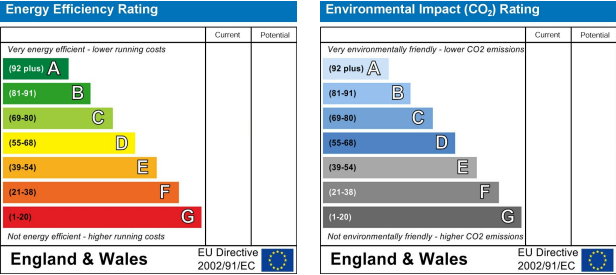 Energy Efficiency Rating
Current Potential
Very energy efficient - lower running costs
(92 plus) A
(81-91) B
(69-80) C
(55-68) D
(39-54) E
(21-38) F
(1-20) G
Not energy efficient - higher running costs
England & Wales
EU Directive
2002/91/EC
Environmental Impact (CO₂) Rating
Current Potential
Very environmentally friendly - lower CO2 emissions
(92 plus) A
(81-91) B
(69-80) C
(55-68) D
(39-54) E
(21-38) F
(1-20) G
Not environmentally friendly - higher CO2 emissions
England & Wales
EU Directive
2002/91/EC